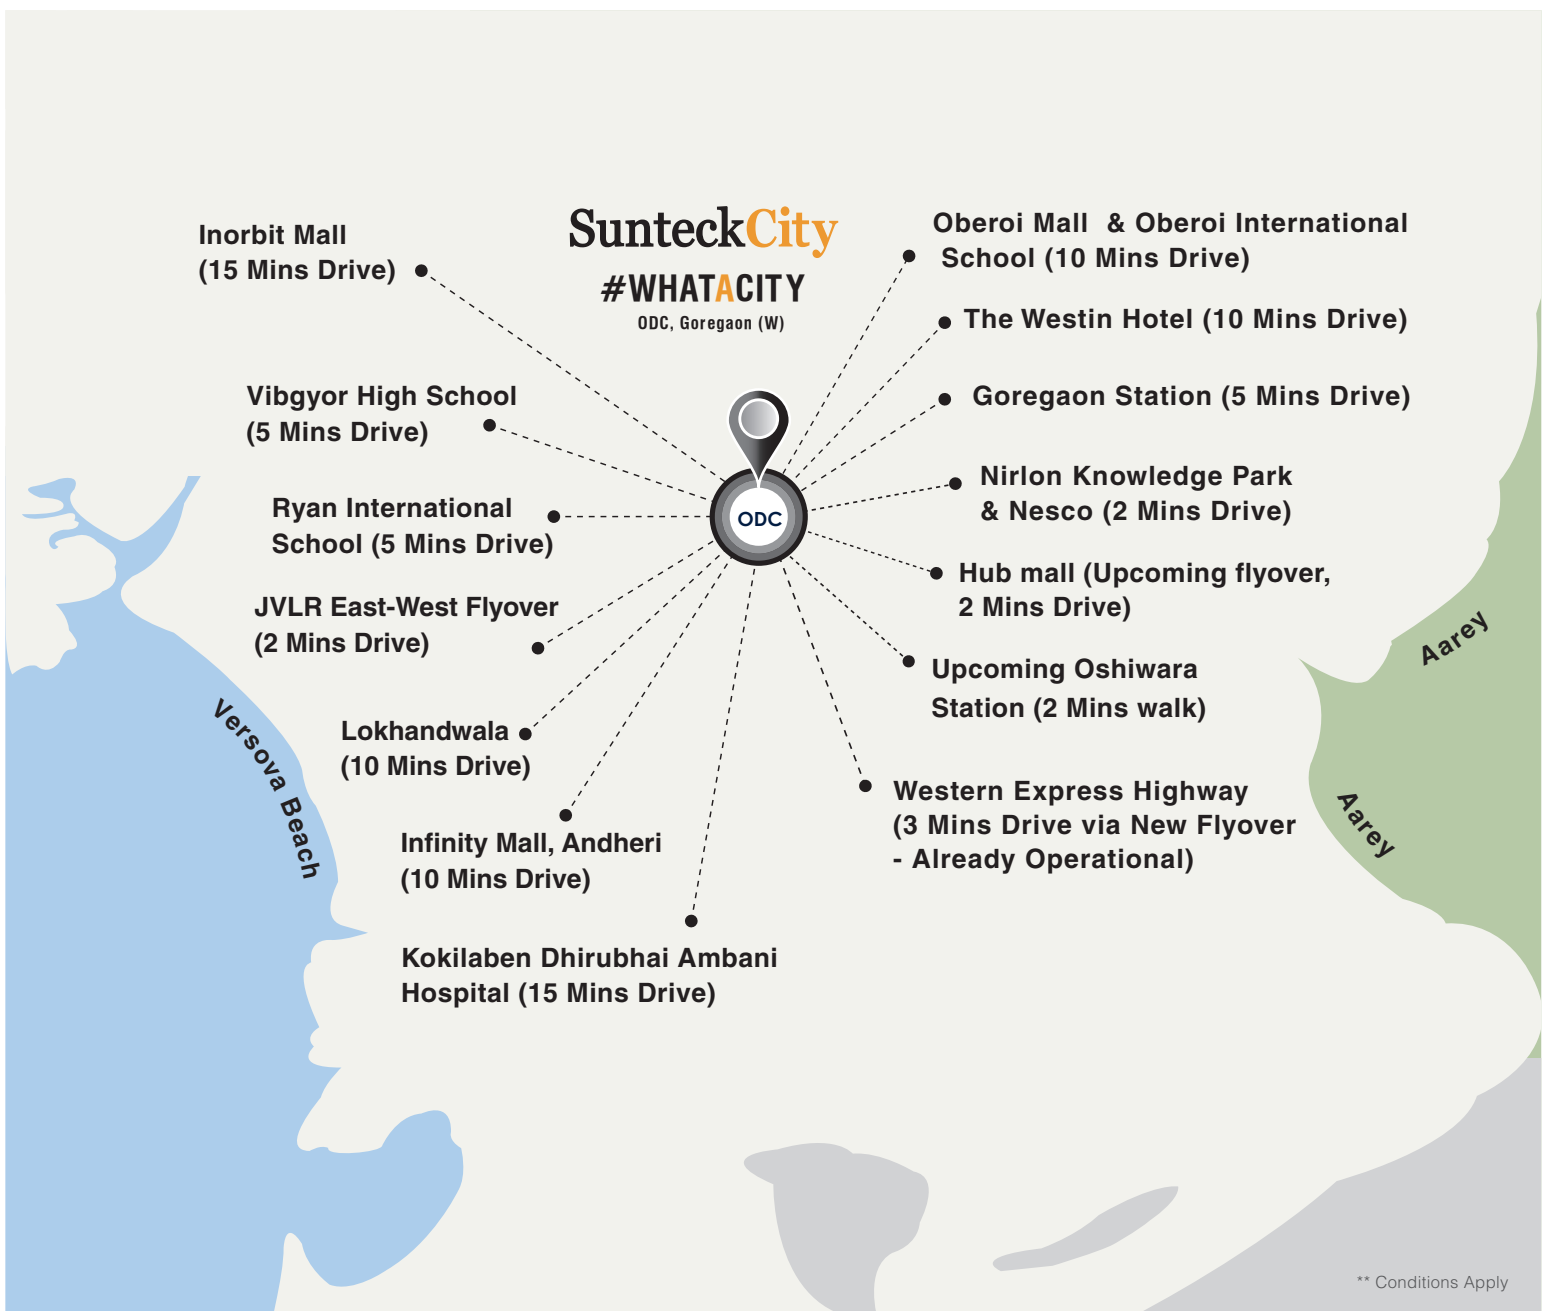 SunteckCity
#WHATACITY
ODC, Goregaon (W)
Inorbit Mall
(15 Mins Drive)
Vibgyor High School
(5 Mins Drive)
Ryan International
School (5 Mins Drive)
JVLR East-West Flyover
(2 Mins Drive)
Lokhandwala
(10 Mins Drive)
Infinity Mall, Andheri
(10 Mins Drive)
Kokilaben Dhirubhai Ambani
Hospital (15 Mins Drive)
ODC
Oberoi Mall & Oberoi International
School (10 Mins Drive)
The Westin Hotel (10 Mins Drive)
Goregaon Station (5 Mins Drive)
Nirlon Knowledge Park
& Nesco (2 Mins Drive)
Hub mall (Upcoming flyover,
2 Mins Drive)
Upcoming Oshiwara
Station (2 Mins walk)
Western Express Highway
(3 Mins Drive via New Flyover
- Already Operational)
Versova Beach
Aarey
Aarey
** Conditions Apply